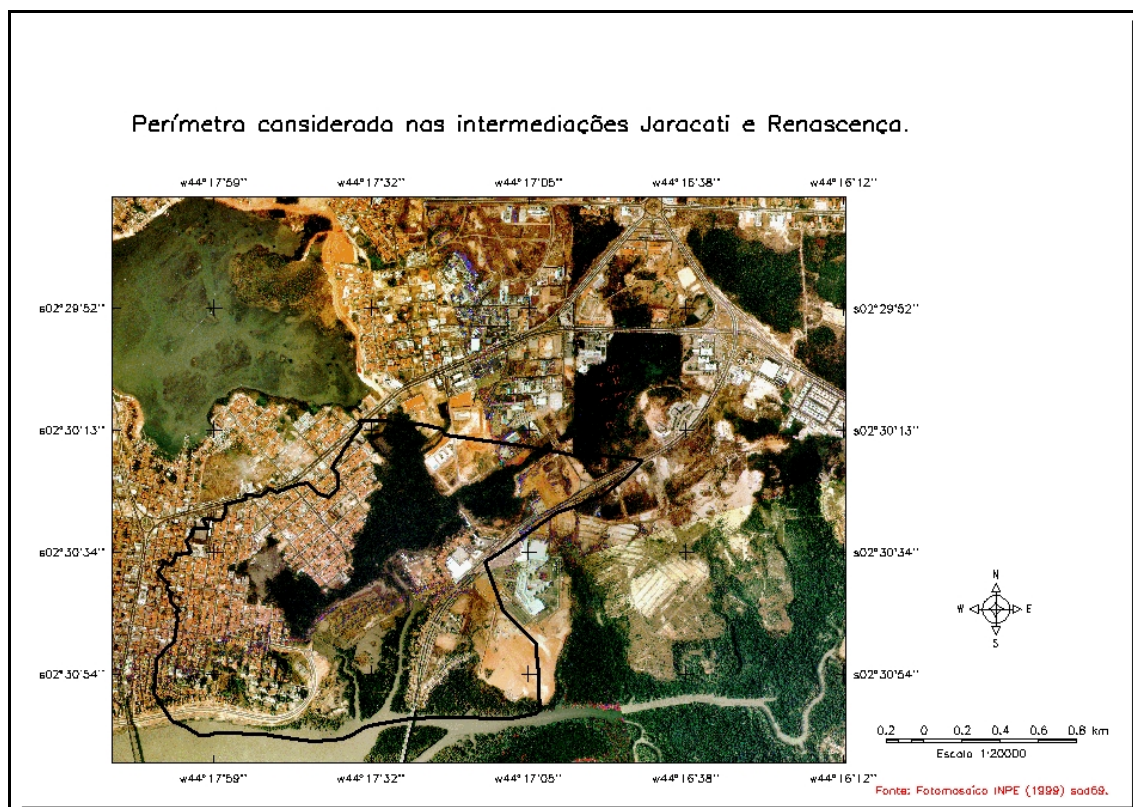 Perímetra cansiderada nas intermediações Jaracati e Renascença.
w44°17'59'' w44°17'32'' w44°17'05'' w44°16'38'' w44°16'12''
s02°29'52'' s02°29'52''
s02°30'13'' s02°30'13''
s02°30'34'' s02°30'34''
N
W E
S
s02°30'54'' s02°30'54''
0.2 0 0.2 0.4 0.6 0.8 km
Escala 1:20000
w44°17'59'' w44°17'32'' w44°17'05'' w44°16'38'' w44°16'12''
Fonte: Fotomosaico INPE (1999) sad69.